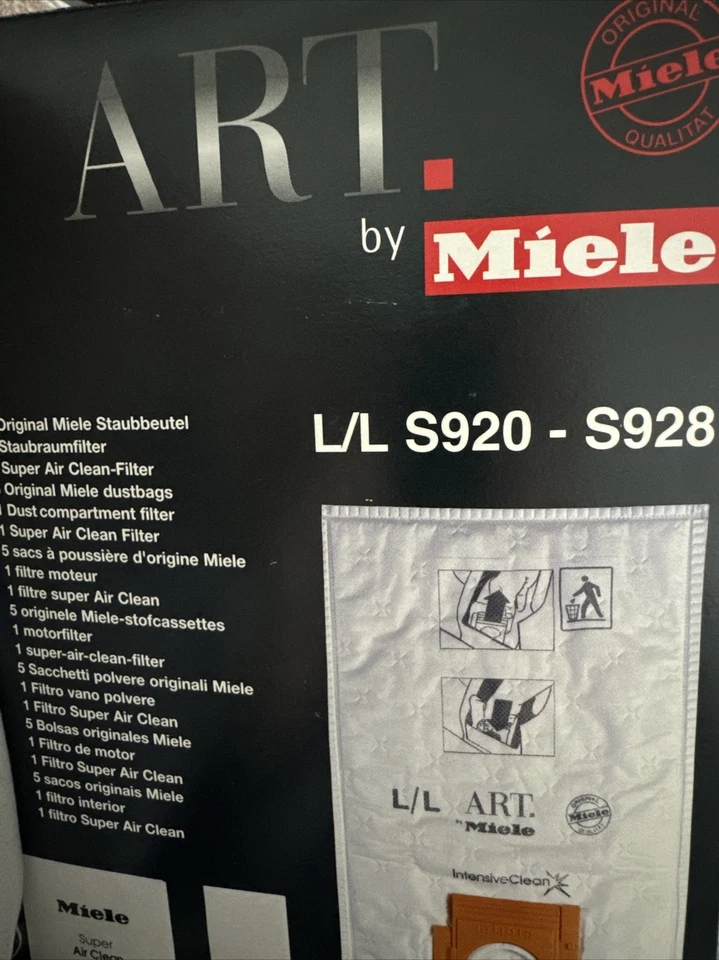 ART.
ORIGINAL
Miele
QUALITÄT
by Miele
L/L S920 - S928
Original Miele Staubbeutel
Staubraumfilter
Super Air Clean-Filter
Original Miele dustbags
1 Dust compartment filter
1 Super Air Clean Filter
5 sacs à poussière d'origine Miele
1 filtre moteur
1 filtre super Air Clean
5 originele Miele-stofcassettes
1 motorfilter
1 super-air-clean-filter
5 Sacchetti polvere originali Miele
1 Filtro vano polvere
1 Filtro Super Air Clean
5 Bolsas originales Miele
1 Filtro de motor
1 Filtro Super Air Clean
5 sacos originais Miele
1 filtro interior
1 filtro Super Air Clean
L/L ART.
by Miele
ORIGINAL
Miele
IntensiveClean
Miele
Super
Air Clean